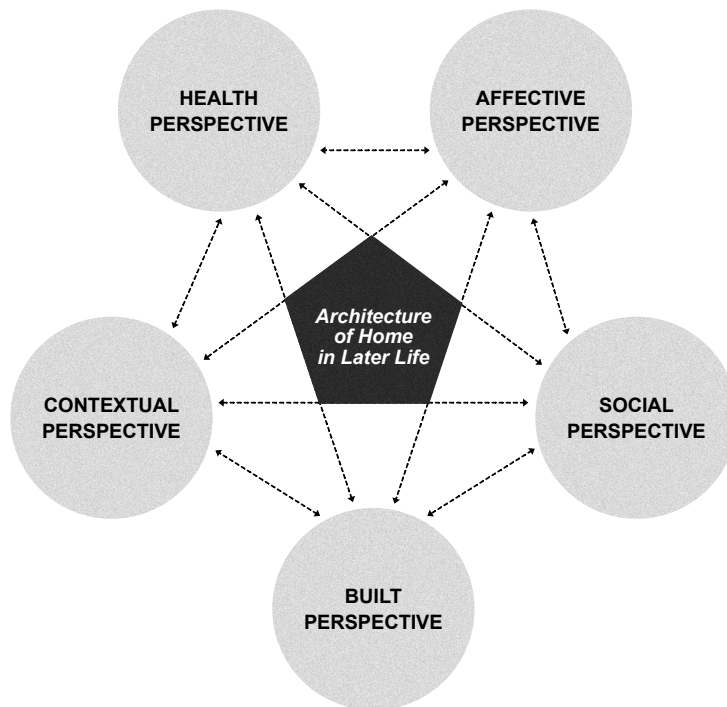 HEALTH
PERSPECTIVE
AFFECTIVE
PERSPECTIVE
Architecture
of Home
in Later Life
CONTEXTUAL
PERSPECTIVE
SOCIAL
PERSPECTIVE
BUILT
PERSPECTIVE